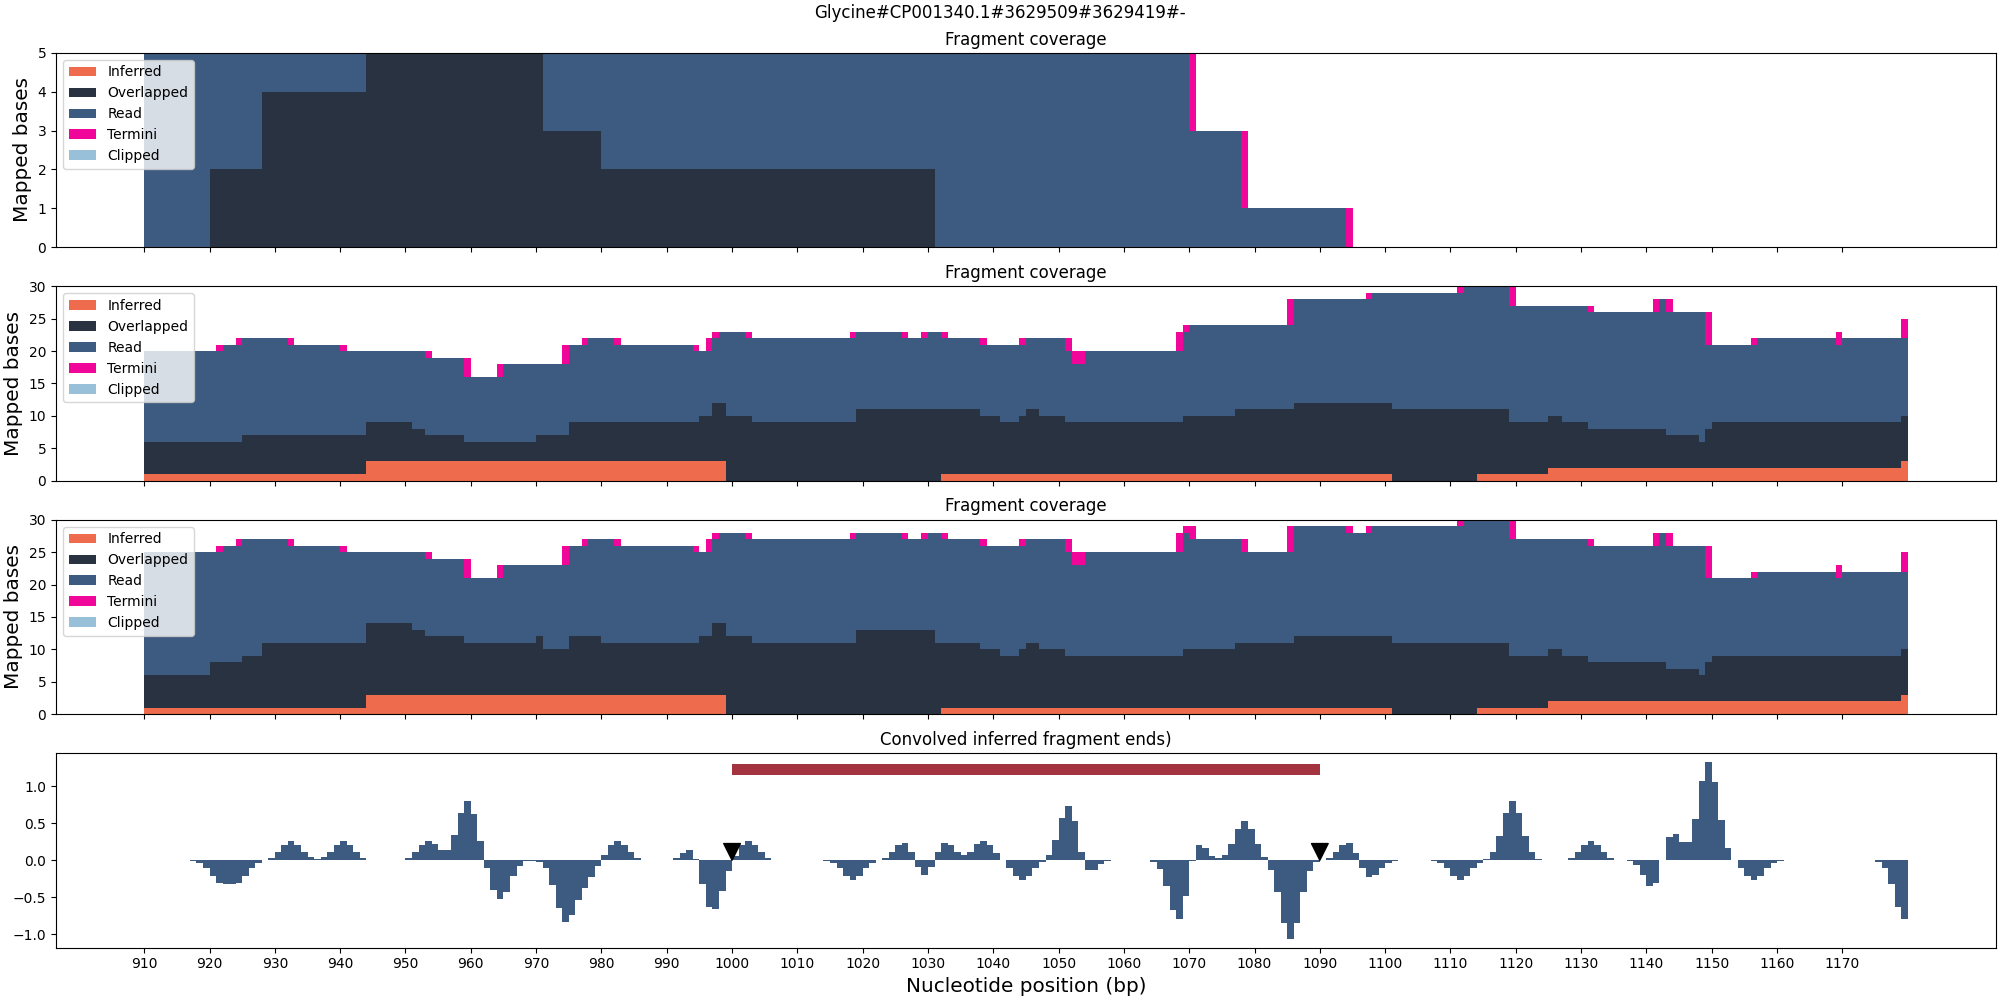 Glycine#CP001340.1#3629509#3629419#-
Fragment coverage
Mapped bases
5
4
3
2
1
0
Inferred
Overlapped
Read
Termini
Clipped
Fragment coverage
Mapped bases
30
25
20
15
10
5
0
Inferred
Overlapped
Read
Termini
Clipped
Fragment coverage
Mapped bases
30
25
20
15
10
5
0
Inferred
Overlapped
Read
Termini
Clipped
Convolved inferred fragment ends)
1.0
0.5
0.0
−0.5
−1.0
910 920 930 940 950 960 970 980 990 1000 1010 1020 1030 1040 1050 1060 1070 1080 1090 1100 1110 1120 1130 1140 1150 1160 1170
Nucleotide position (bp)